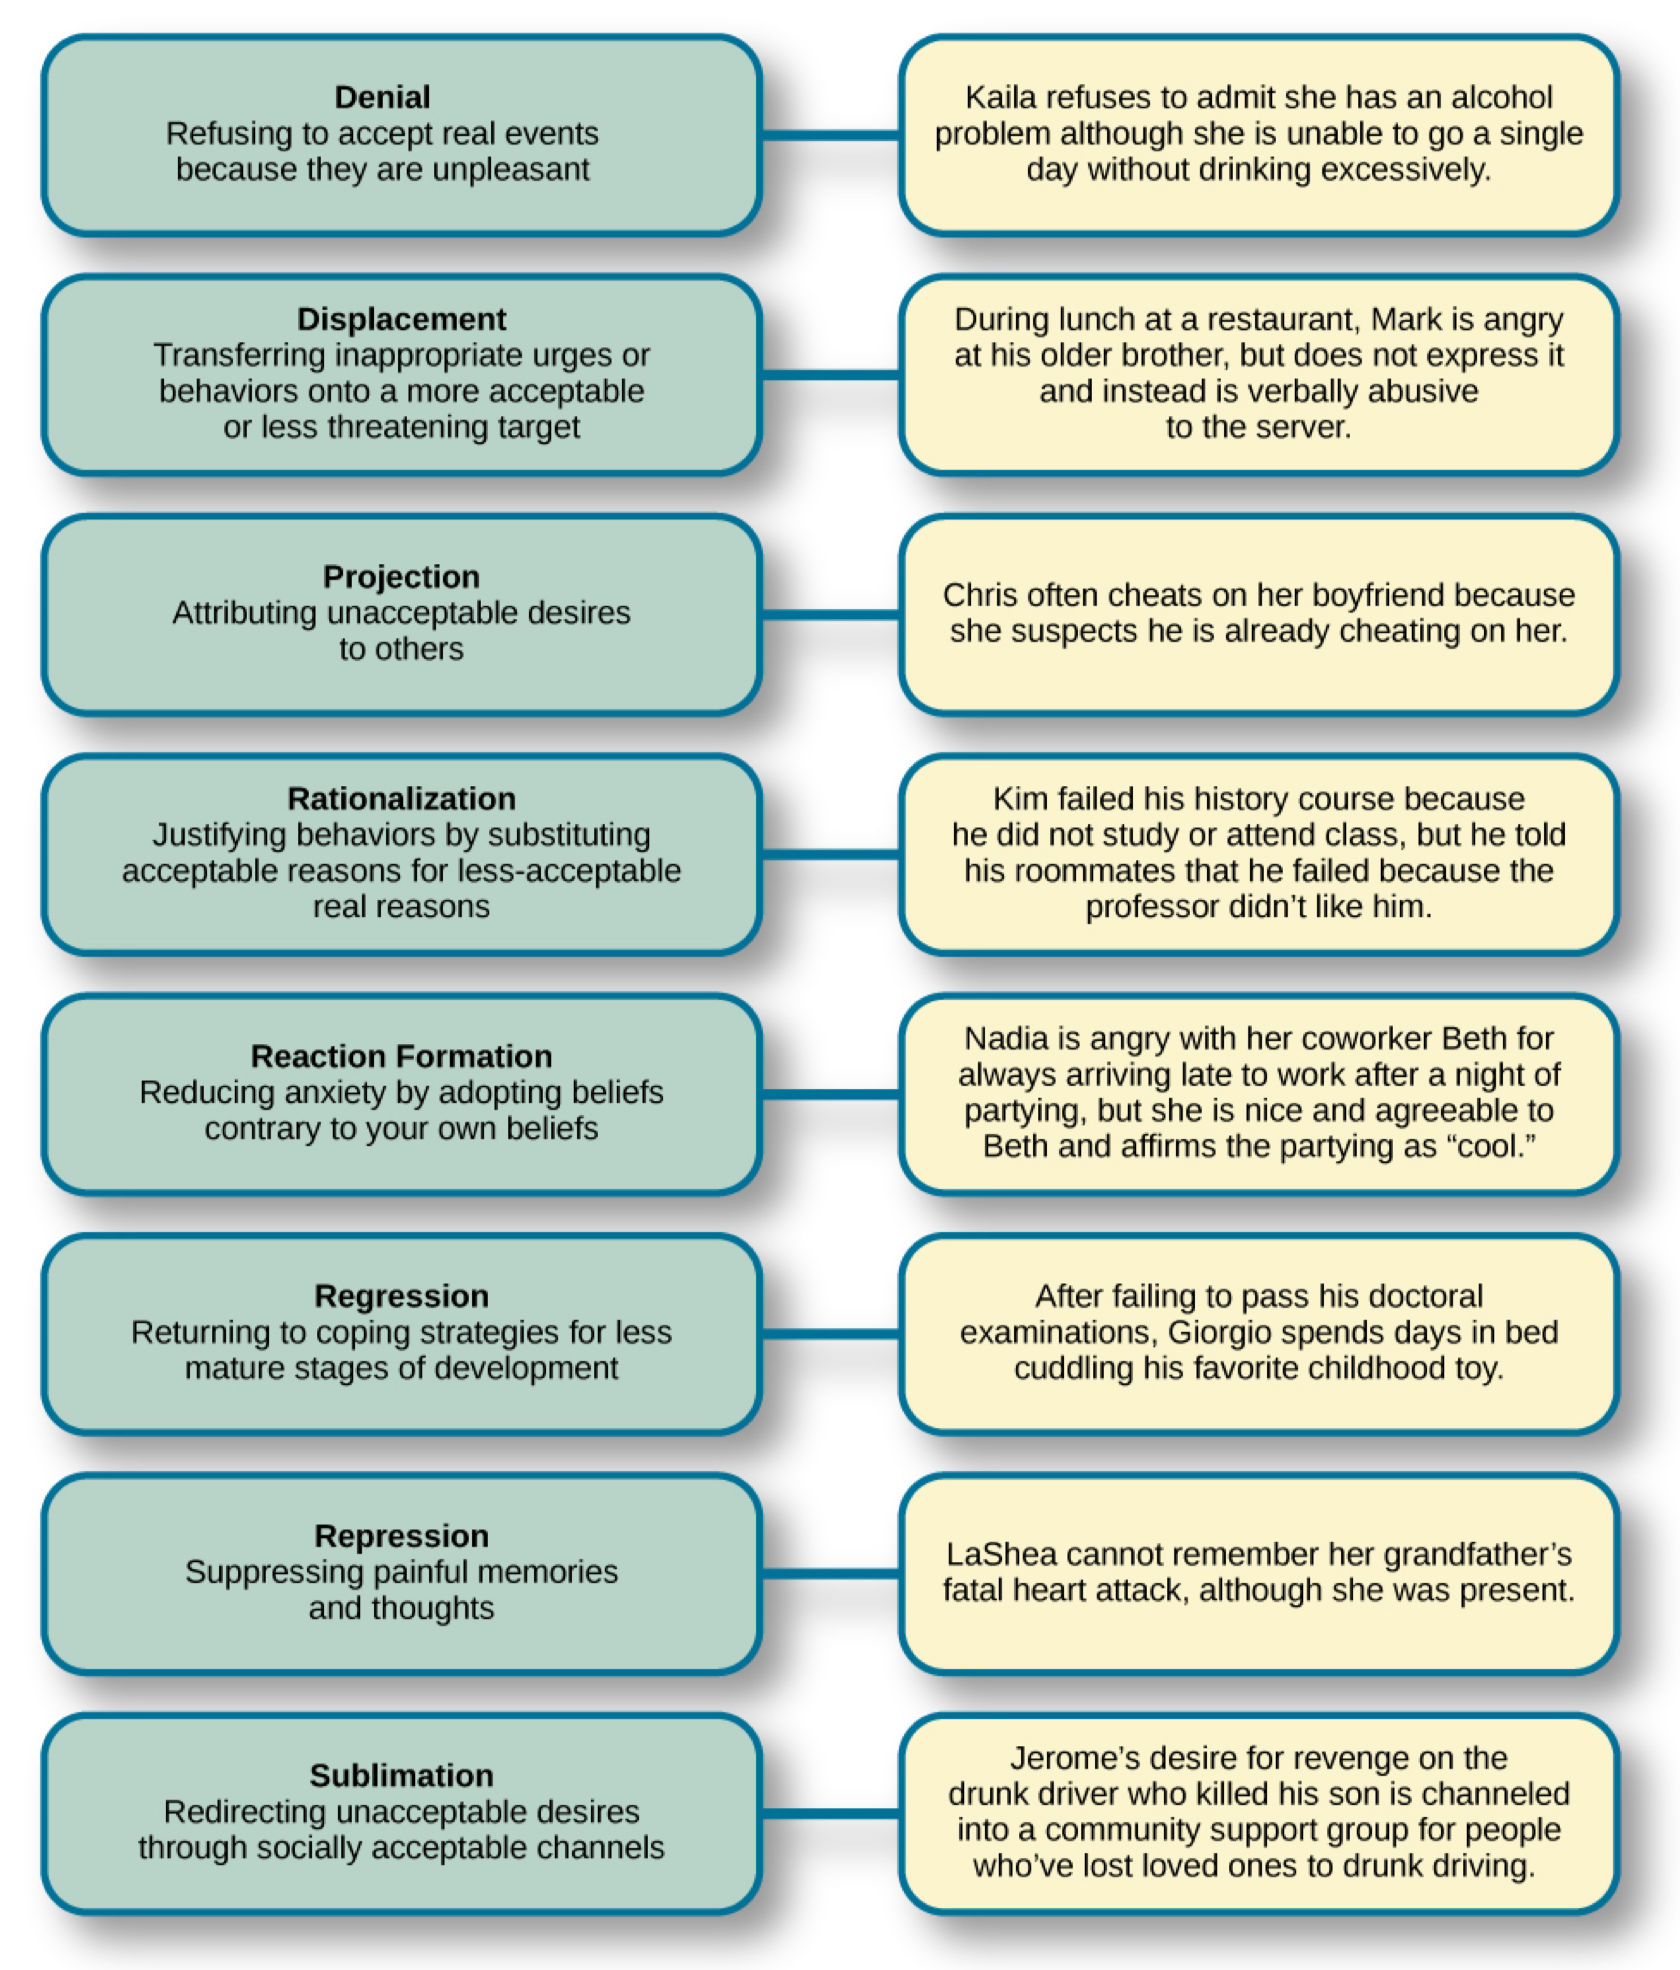 Denial
Refusing to accept real events
because they are unpleasant
Kaila refuses to admit she has an alcohol
problem although she is unable to go a single
day without drinking excessively.
Displacement
Transferring inappropriate urges or
behaviors onto a more acceptable
or less threatening target
During lunch at a restaurant, Mark is angry
at his older brother, but does not express it
and instead is verbally abusive
to the server.
Projection
Attributing unacceptable desires
to others
Chris often cheats on her boyfriend because
she suspects he is already cheating on her.
Rationalization
Justifying behaviors by substituting
acceptable reasons for less-acceptable
real reasons
Kim failed his history course because
he did not study or attend class, but he told
his roommates that he failed because the
professor didn’t like him.
Reaction Formation
Reducing anxiety by adopting beliefs
contrary to your own beliefs
Nadia is angry with her coworker Beth for
always arriving late to work after a night of
partying, but she is nice and agreeable to
Beth and affirms the partying as “cool.”
Regression
Returning to coping strategies for less
mature stages of development
After failing to pass his doctoral
examinations, Giorgio spends days in bed
cuddling his favorite childhood toy.
Repression
Suppressing painful memories
and thoughts
LaShea cannot remember her grandfather’s
fatal heart attack, although she was present.
Sublimation
Redirecting unacceptable desires
through socially acceptable channels
Jerome’s desire for revenge on the
drunk driver who killed his son is channeled
into a community support group for people
who’ve lost loved ones to drunk driving.